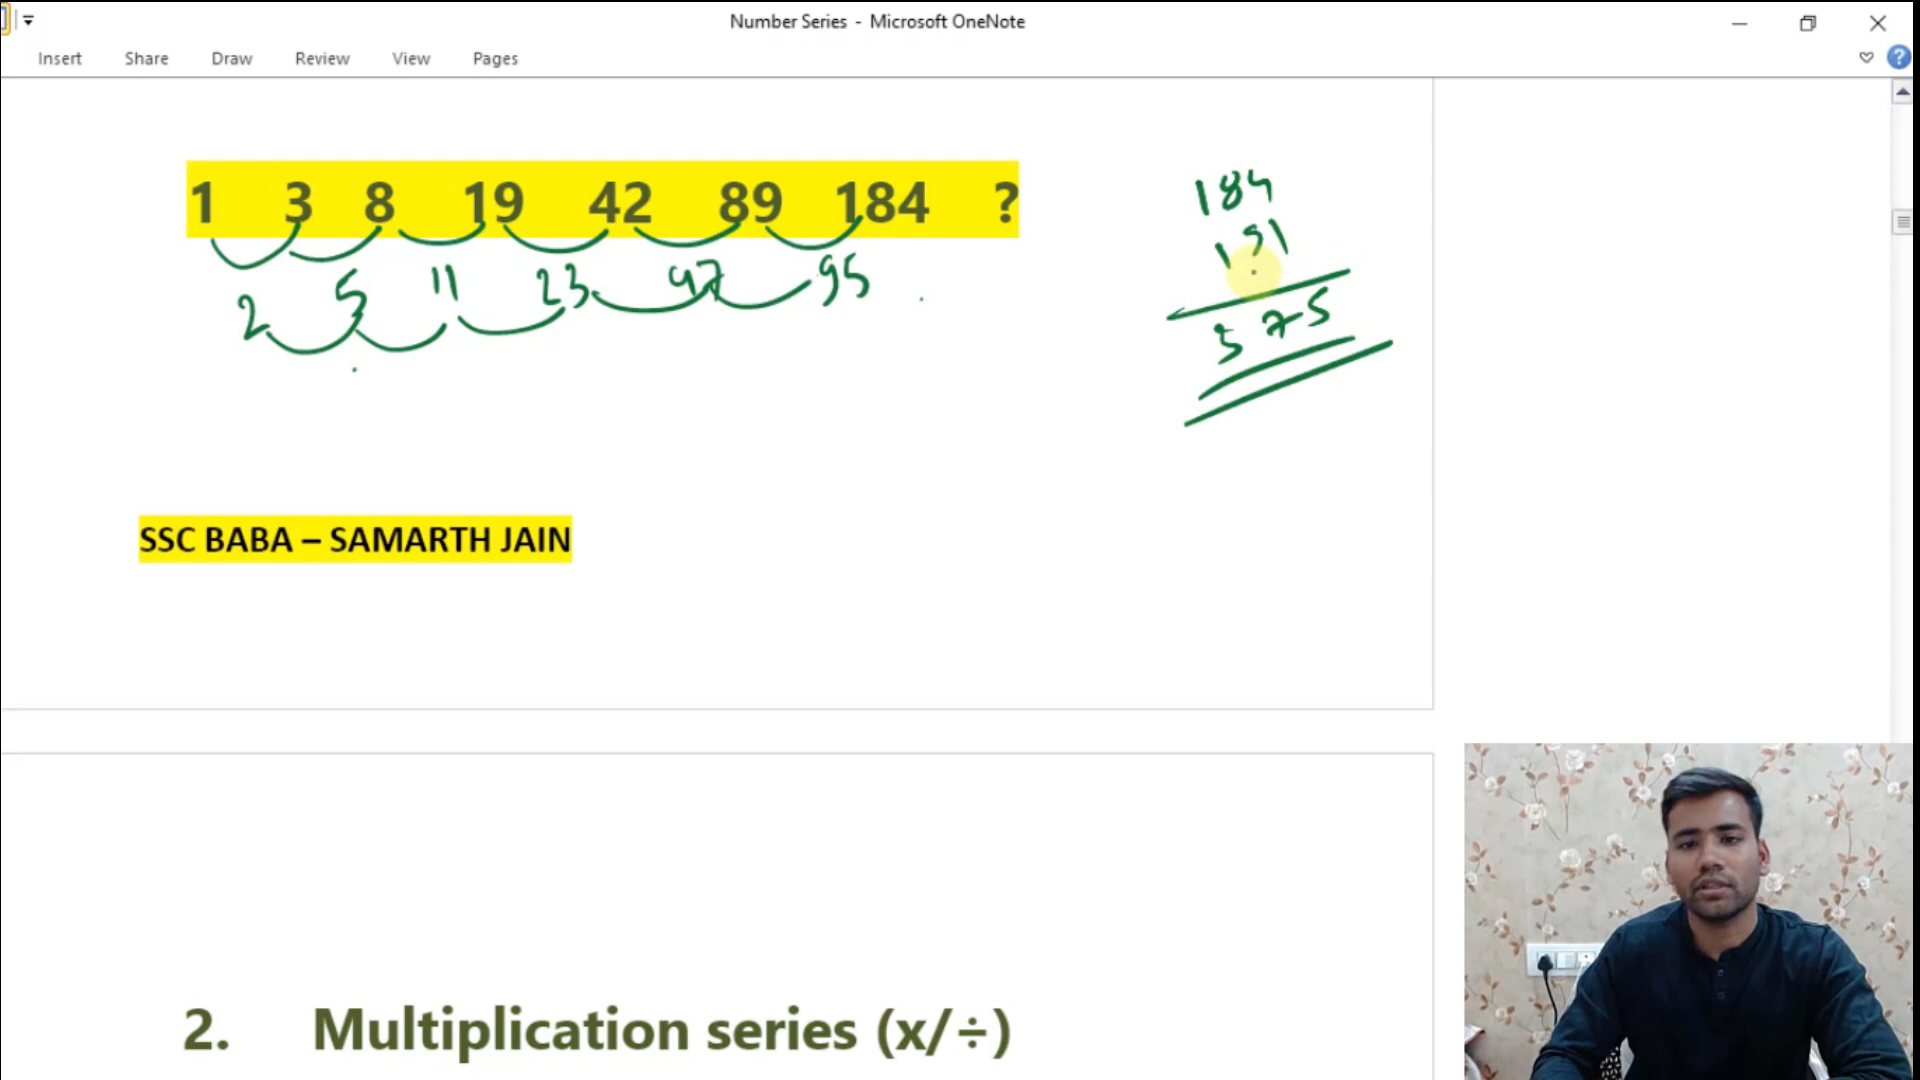 Number Series - Microsoft OneNote
Insert Share Draw Review View Pages
1 3 8 19 42 89 184 ?
2 5 11 23 47 95
184
191
575
SSC BABA – SAMARTH JAIN
2. Multiplication series (x/÷)